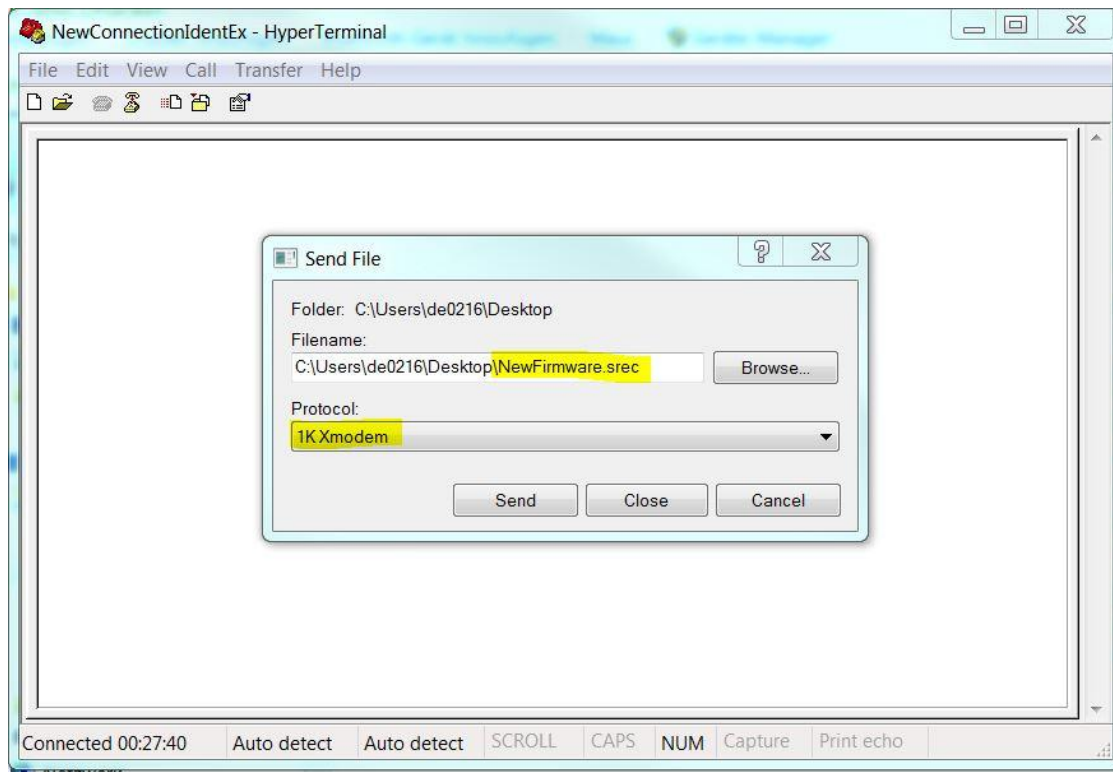 NewConnectionIdentEx - HyperTerminal
File Edit View Call Transfer Help
Send File
Folder: C:\Users\de0216\Desktop
Filename:
C:\Users\de0216\Desktop\NewFirmware.srec
Browse...
Protocol:
1K Xmodem
Send Close Cancel
Connected 00:27:40 Auto detect Auto detect SCROLL CAPS NUM Capture Print echo